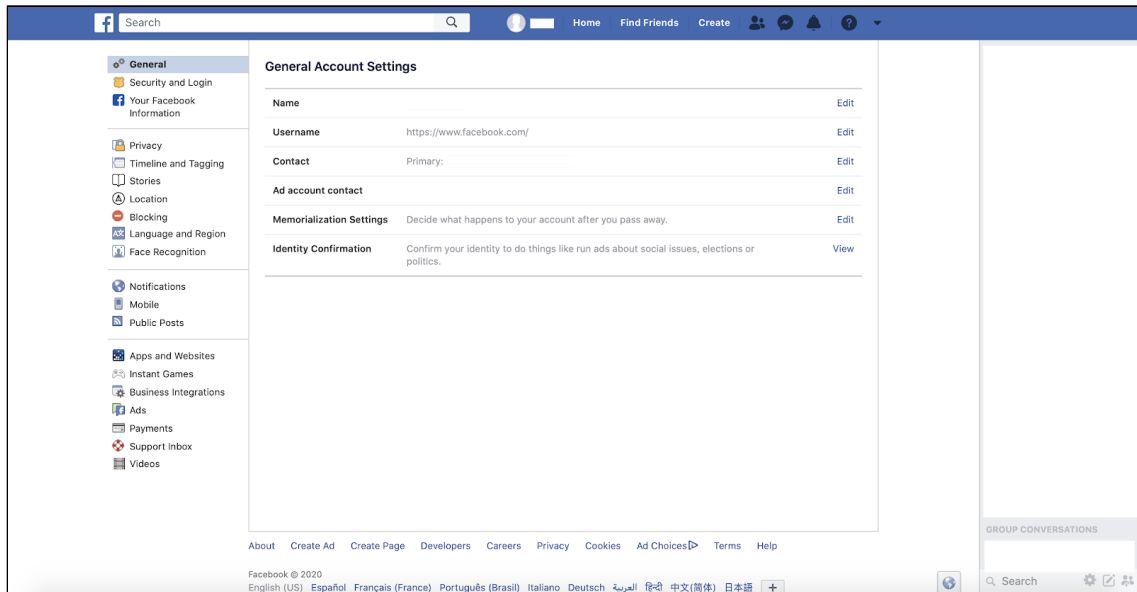 Search
Home Find Friends Create
General
Security and Login
Your Facebook
Information
Privacy
Timeline and Tagging
Stories
Location
Blocking
Language and Region
Face Recognition
Notifications
Mobile
Public Posts
Apps and Websites
Instant Games
Business Integrations
Ads
Payments
Support Inbox
Videos
General Account Settings
Name Edit
Username https://www.facebook.com/ Edit
Contact Primary: Edit
Ad account contact Edit
Memorialization Settings Decide what happens to your account after you pass away. Edit
Identity Confirmation Confirm your identity to do things like run ads about social issues, elections or View
politics.
About Create Ad Create Page Developers Careers Privacy Cookies Ad Choices Terms Help
Facebook © 2020
English (US) Español Français (France) Português (Brasil) Italiano Deutsch العربية हिन्दी 中文(简体) 日本語
GROUP CONVERSATIONS
Search